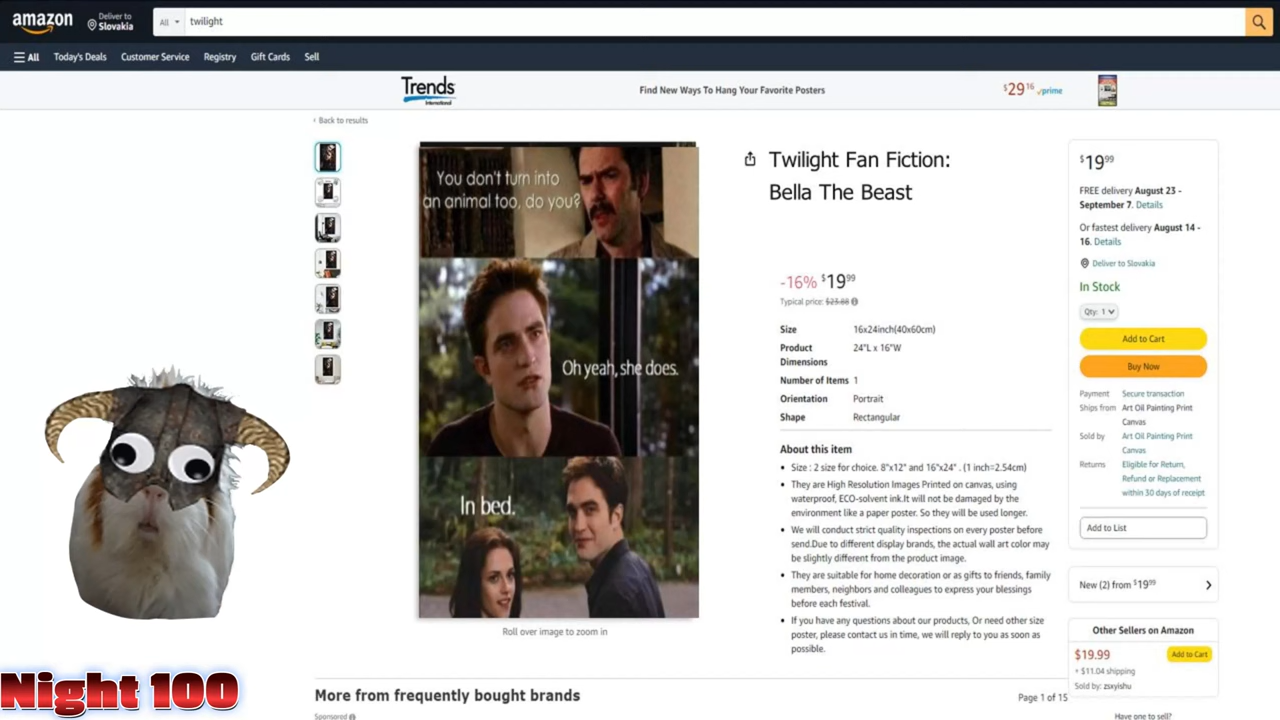 amazon
Deliver to
Slovakia
All
twilight
All
Today's Deals
Customer Service
Registry
Gift Cards
Sell
Trends
International
Find New Ways To Hang Your Favorite Posters
$29 16
prime
‹ Back to results
You don't turn into
an animal too, do you?
Oh yeah, she does.
In bed.
Roll over image to zoom in
Twilight Fan Fiction:
Bella The Beast
-16% $19 99
Typical price: $23.88
Size 16x24inch(40x60cm)
Product 24"L x 16"W
Dimensions
Number of Items 1
Orientation Portrait
Shape Rectangular
About this item
• Size : 2 size for choice. 8"x12" and 16"x24" . (1 inch=2.54cm)
• They are High Resolution Images Printed on canvas, using
waterproof, ECO-solvent ink.It will not be damaged by the
environment like a paper poster. So they will be used longer.
• We will conduct strict quality inspections on every poster before
send.Due to different display brands, the actual wall art color may
be slightly different from the product image.
• They are suitable for home decoration or as gifts to friends, family
members, neighbors and colleagues to express your blessings
before each festival.
• If you have any questions about our products, Or need other size
poster, please contact us in time, we will reply to you as soon as
possible.
$19 99
FREE delivery August 23 -
September 7. Details
Or fastest delivery August 14 -
16. Details
Deliver to Slovakia
In Stock
Qty: 1
Add to Cart
Buy Now
Payment Secure transaction
Ships from Art Oil Painting Print
Canvas
Sold by Art Oil Painting Print
Canvas
Returns Eligible for Return,
Refund or Replacement
within 30 days of receipt
Add to List
New (2) from $19 99
Other Sellers on Amazon
$19.99
Add to Cart
+ $11.04 shipping
Sold by: zsxyishu
Have one to sell?
More from frequently bought brands
Page 1 of 15
Sponsored
Night 100